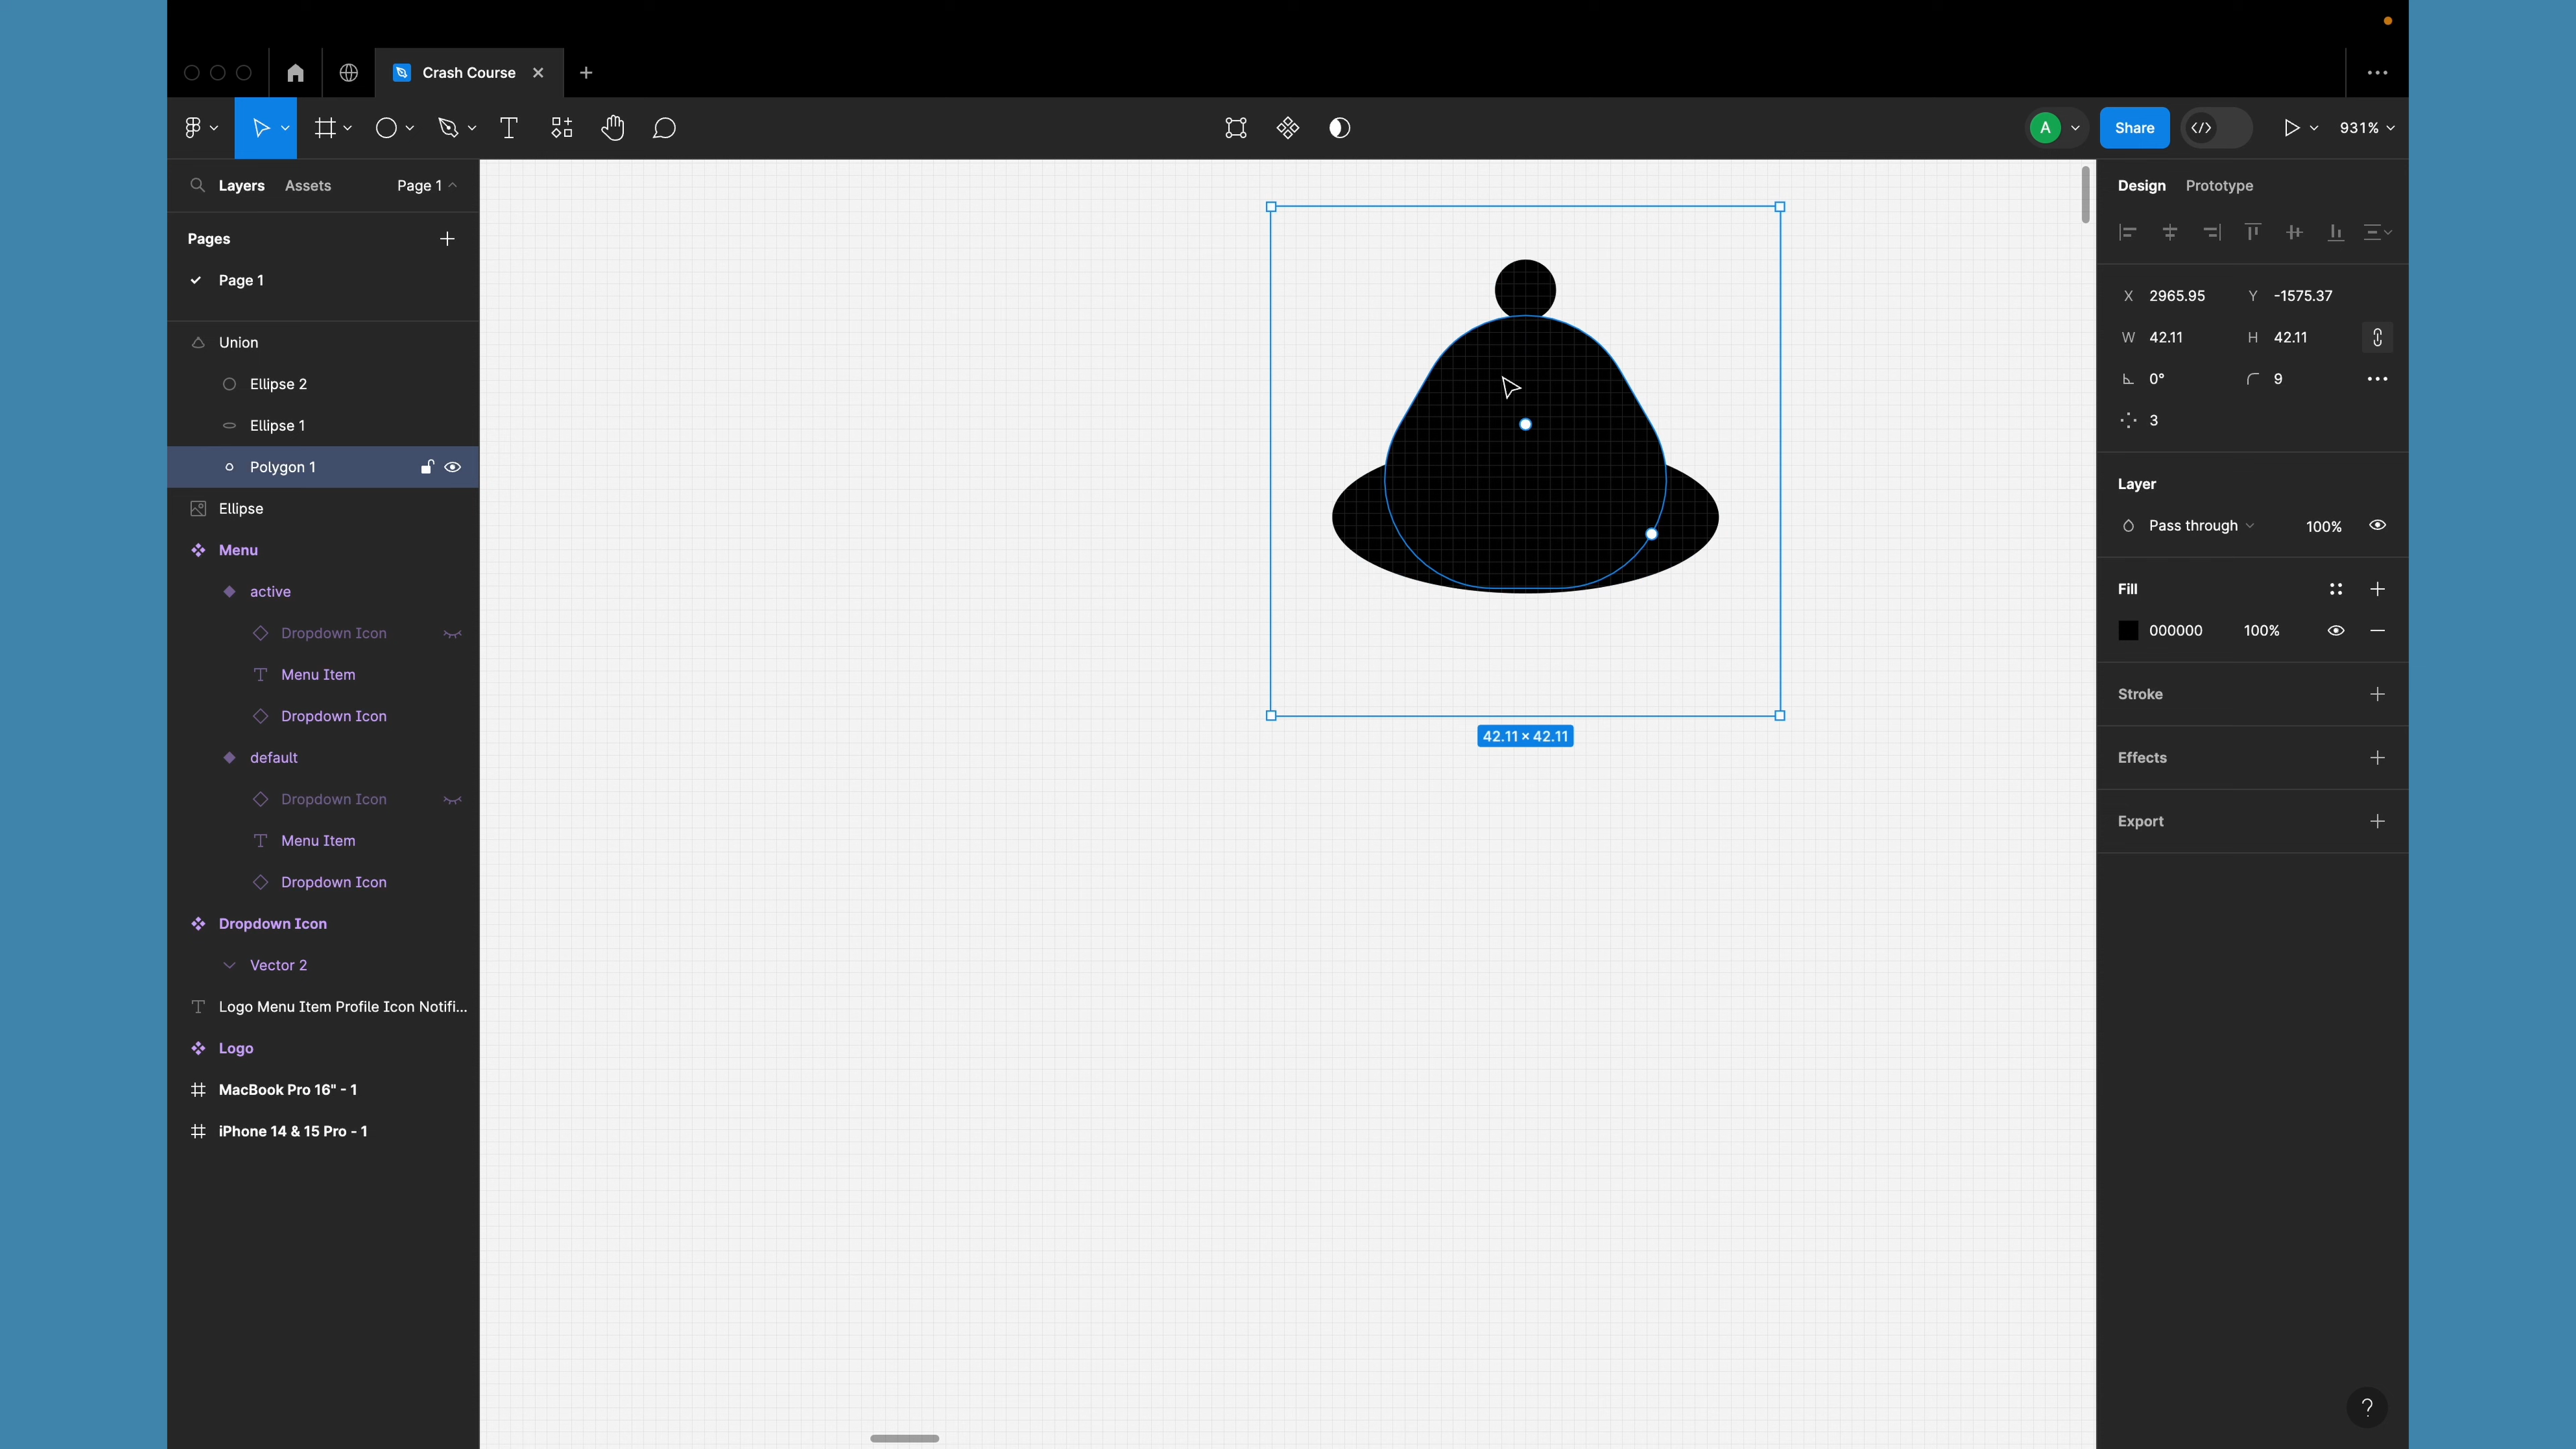 Crash Course
A
Share
931%
Layers
Assets
Page 1
Pages
Page 1
Union
Ellipse 2
Ellipse 1
Polygon 1
Ellipse
Menu
active
Dropdown Icon
Menu Item
Dropdown Icon
default
Dropdown Icon
Menu Item
Dropdown Icon
Dropdown Icon
Vector 2
Logo Menu Item Profile Icon Notifi...
Logo
MacBook Pro 16" - 1
iPhone 14 & 15 Pro - 1
42.11 × 42.11
Design
Prototype
X 2965.95 Y -1575.37
W 42.11 H 42.11
0° 9
3
Layer
Pass through 100%
Fill
000000 100%
Stroke
Effects
Export
?